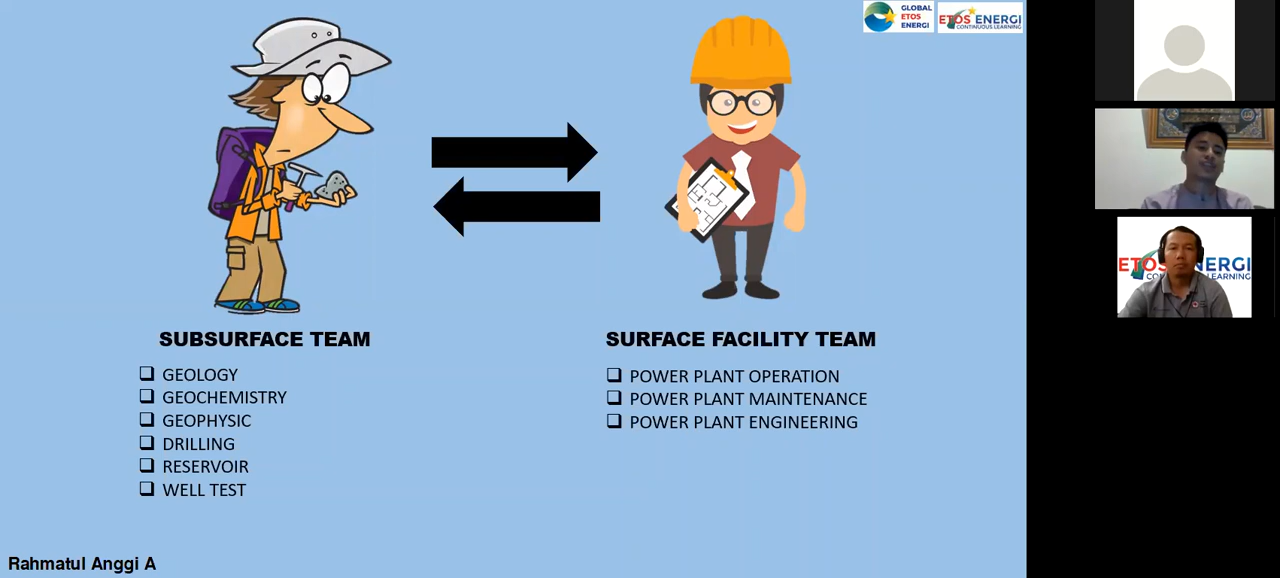 GLOBAL
ETOS
ENERGI
ETOS ENERGI
CONTINUOUS LEARNING
SUBSURFACE TEAM
GEOLOGY
GEOCHEMISTRY
GEOPHYSIC
DRILLING
RESERVOIR
WELL TEST
SURFACE FACILITY TEAM
POWER PLANT OPERATION
POWER PLANT MAINTENANCE
POWER PLANT ENGINEERING
Rahmatul Anggi A